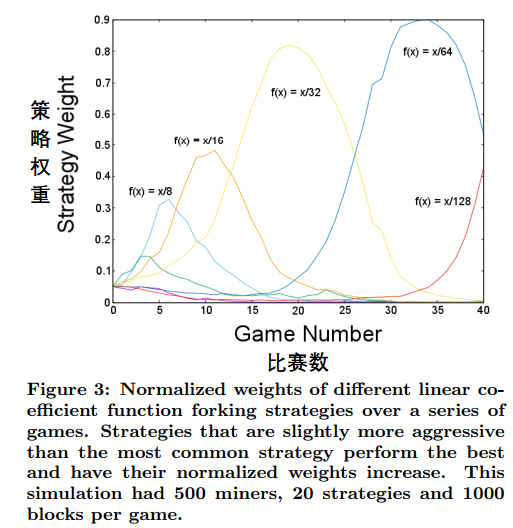 0.9
0.8
0.7
0.6
0.5
0.4
0.3
0.2
0.1
0
策略权重
Strategy Weight
f(x) = x/8
f(x) = x/16
f(x) = x/32
f(x) = x/64
f(x) = x/128
0 5 10 15 20 25 30 35 40
Game Number
比赛数
Figure 3: Normalized weights of different linear co-
efficient function forking strategies over a series of
games. Strategies that are slightly more aggressive
than the most common strategy perform the best
and have their normalized weights increase. This
simulation had 500 miners, 20 strategies and 1000
blocks per game.